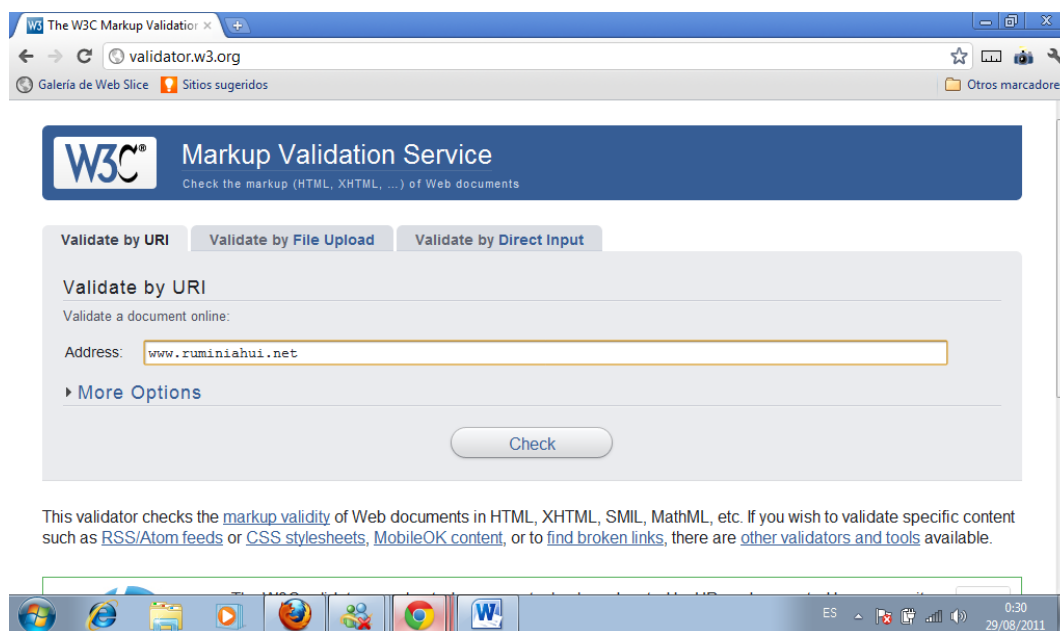 The W3C Markup Validation
validator.w3.org
Galería de Web Slice Sitios sugeridos Otros marcadore
W3C® Markup Validation Service
Check the markup (HTML, XHTML, ...) of Web documents
Validate by URI Validate by File Upload Validate by Direct Input
Validate by URI
Validate a document online:
Address: www.ruminiahui.net
More Options
Check
This validator checks the markup validity of Web documents in HTML, XHTML, SMIL, MathML, etc. If you wish to validate specific content
such as RSS/Atom feeds or CSS stylesheets, MobileOK content, or to find broken links, there are other validators and tools available.
ES 0:30
29/08/2011